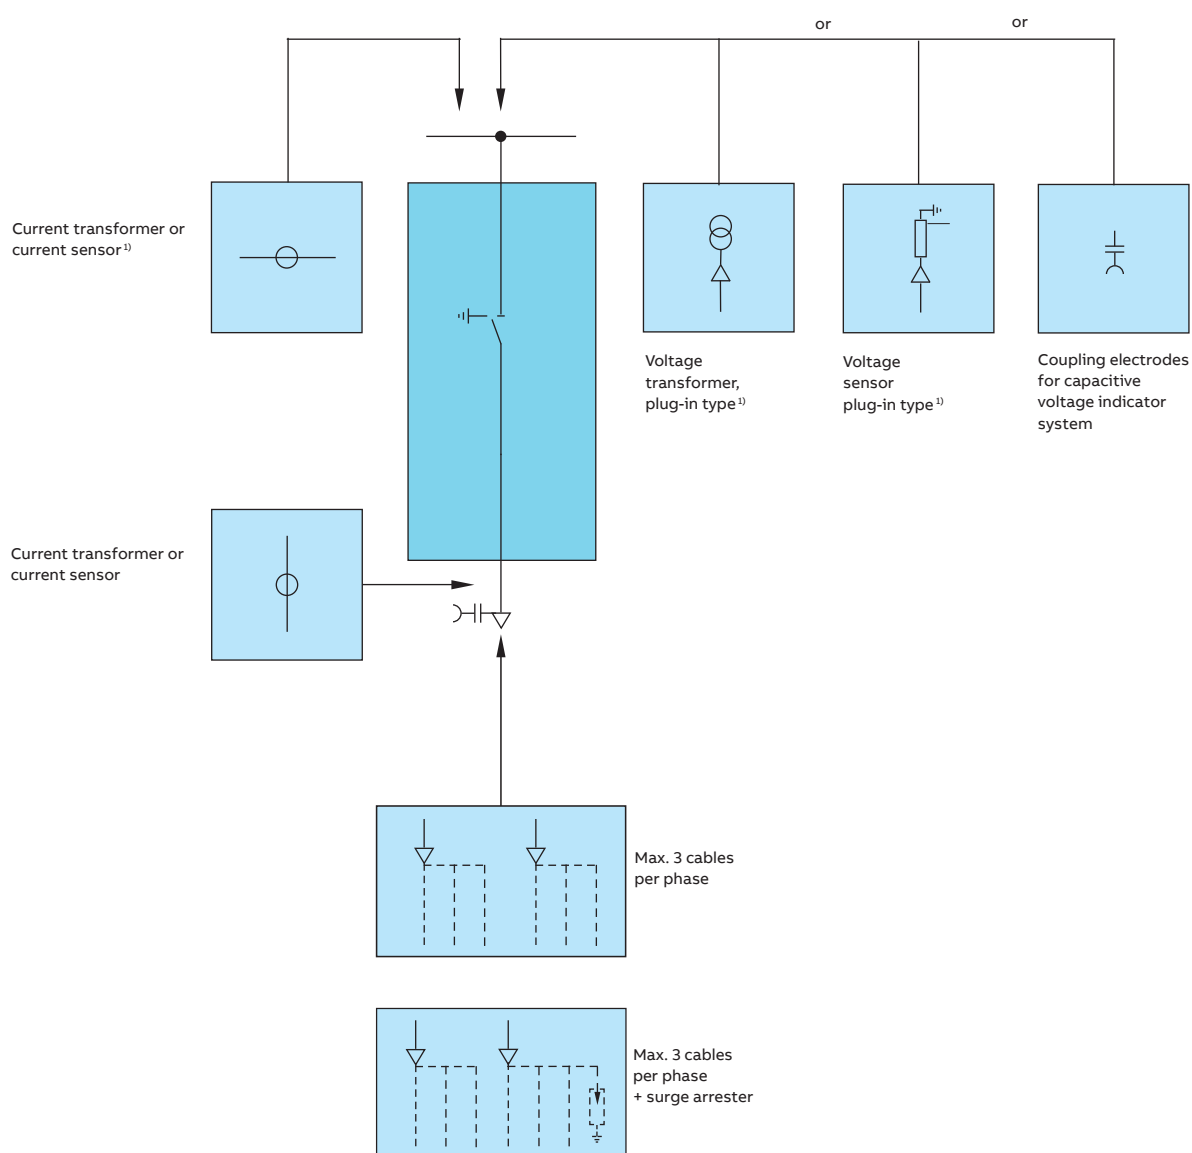 or
or
Current transformer or
current sensor 1)
Voltage
transformer,
plug-in type 1)
Voltage
sensor
plug-in type 1)
Coupling electrodes
for capacitive
voltage indicator
system
Current transformer or
current sensor
Max. 3 cables
per phase
Max. 3 cables
per phase
+ surge arrester